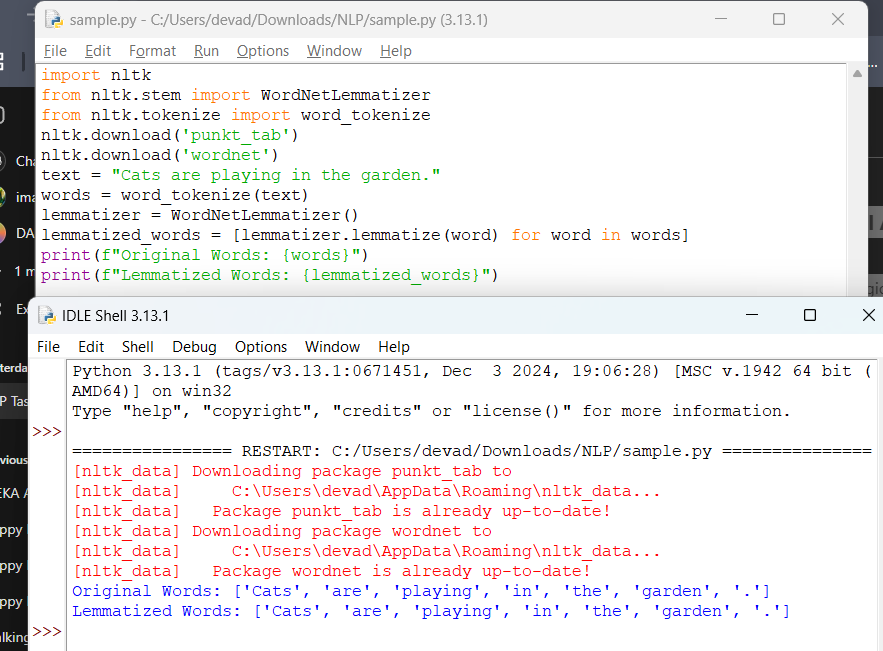 sample.py - C:/Users/devad/Downloads/NLP/sample.py (3.13.1)
File Edit Format Run Options Window Help
import nltk
from nltk.stem import WordNetLemmatizer
from nltk.tokenize import word_tokenize
nltk.download('punkt_tab')
nltk.download('wordnet')
text = "Cats are playing in the garden."
words = word_tokenize(text)
lemmatizer = WordNetLemmatizer()
lemmatized_words = [lemmatizer.lemmatize(word) for word in words]
print(f"Original Words: {words}")
print(f"Lemmatized Words: {lemmatized_words}")
IDLE Shell 3.13.1
File Edit Shell Debug Options Window Help
Python 3.13.1 (tags/v3.13.1:0671451, Dec  3 2024, 19:06:28) [MSC v.1942 64 bit (
AMD64)] on win32
Type "help", "copyright", "credits" or "license()" for more information.
>>>
================ RESTART: C:/Users/devad/Downloads/NLP/sample.py ===============
[nltk_data] Downloading package punkt_tab to
[nltk_data]     C:\Users\devad\AppData\Roaming\nltk_data...
[nltk_data]   Package punkt_tab is already up-to-date!
[nltk_data] Downloading package wordnet to
[nltk_data]     C:\Users\devad\AppData\Roaming\nltk_data...
[nltk_data]   Package wordnet is already up-to-date!
Original Words: ['Cats', 'are', 'playing', 'in', 'the', 'garden', '.']
Lemmatized Words: ['Cats', 'are', 'playing', 'in', 'the', 'garden', '.']
>>>